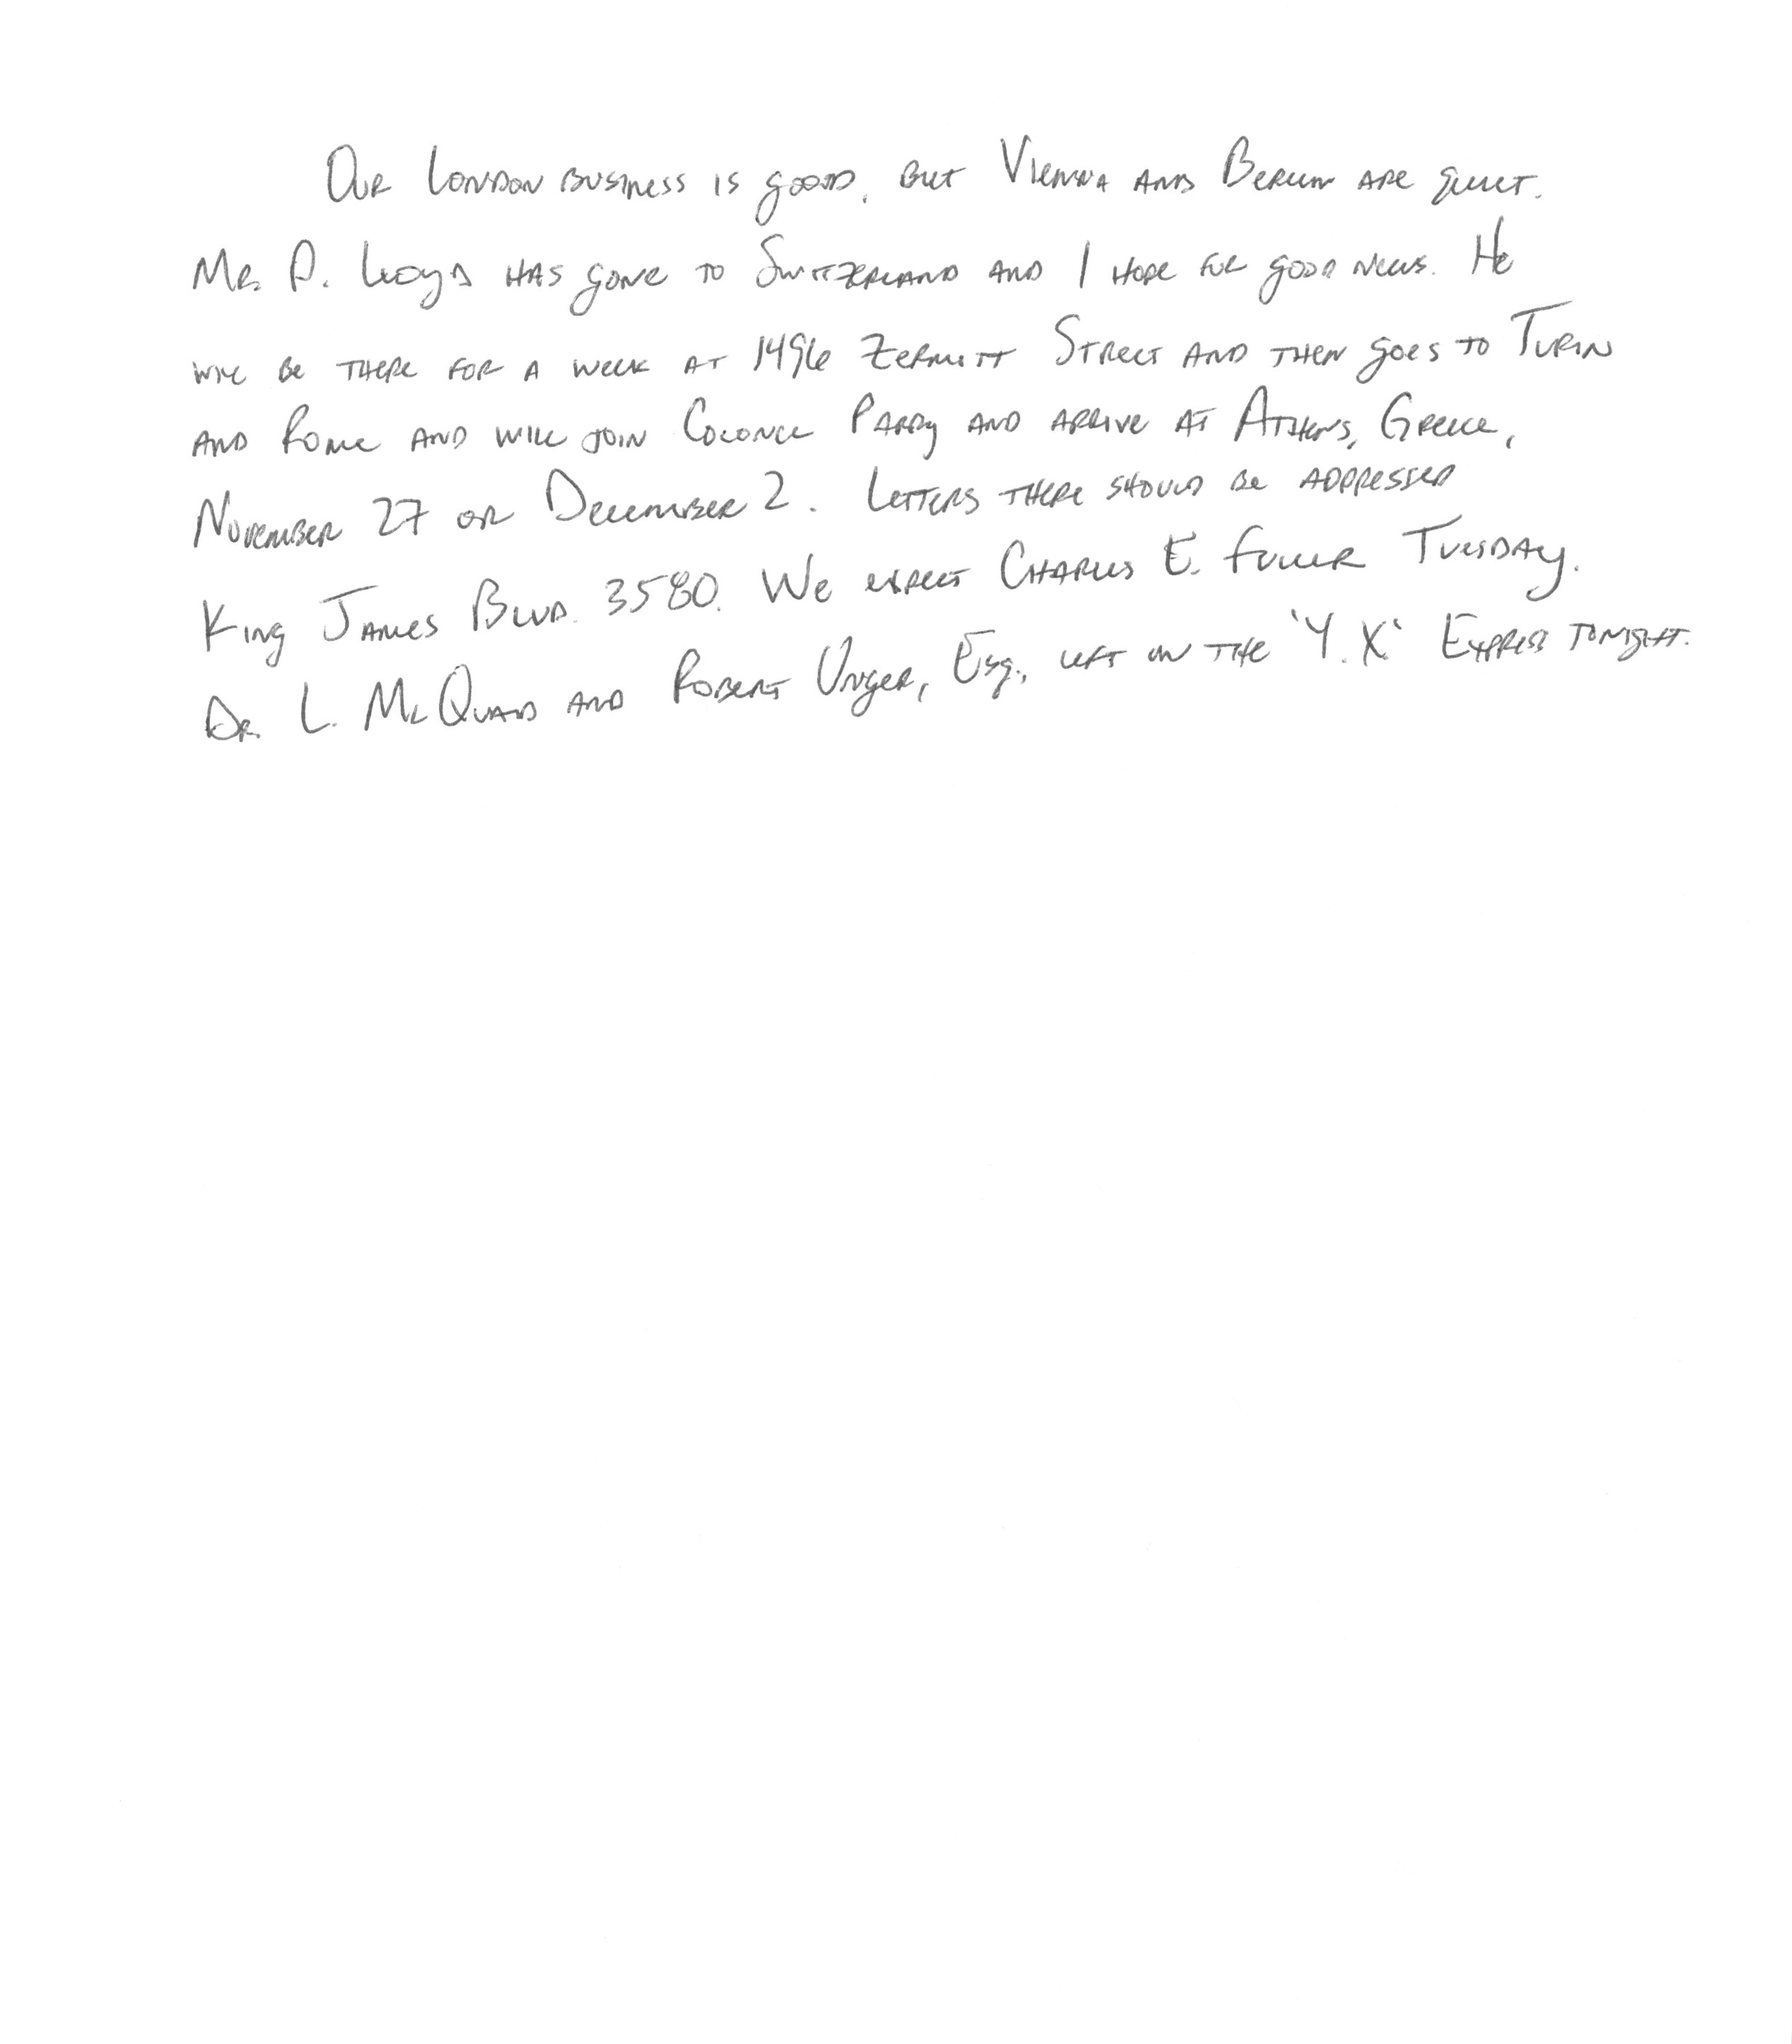 Our London business is good, but Vienna and Berlin are quiet.
Mr. D. Lloyd has gone to Switzerland and I hope for good news. He
will be there for a week at 1496 Zermott Street and then goes to Turin
and Rome and will join Colonel Parry and arrive at Athens, Greece,
November 27 or December 2. Letters there should be addressed
King James Blvd. 3580. We expect Charles E. Fuller Tuesday.
Dr. L. McQuaid and Robert Unger, Esq., left on the 'Y.X.' Express tonight.